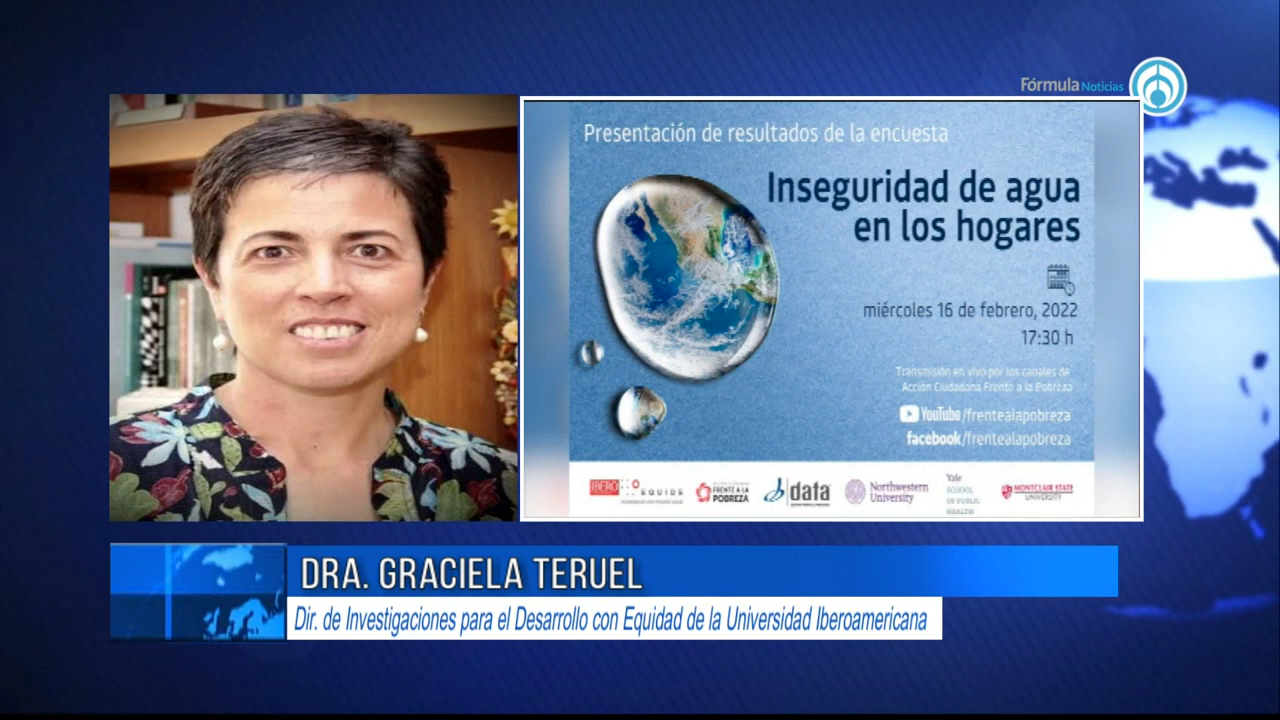 Fórmula Noticias
Presentación de resultados de la encuesta
Inseguridad de agua
en los hogares
miércoles 16 de febrero, 2022
17:30 h
Transmisión en vivo por los canales de
Acción Ciudadana Frente a la Pobreza
YouTube/frentealapobreza
facebook/frentealapobreza
IBERO
EQUIDE
FRENTE A LA
POBREZA
data
Northwestern
University
Yale
SCHOOL
OF PUBLIC
HEALTH
MONTCLAIR STATE
UNIVERSITY
DRA. GRACIELA TERUEL
Dir. de Investigaciones para el Desarrollo con Equidad de la Universidad Iberoamericana